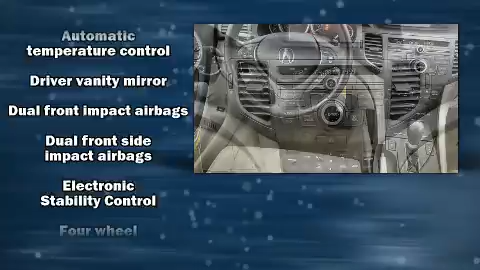 Automatic
temperature control
Driver vanity mirror
Dual front impact airbags
Dual front side
impact airbags
Electronic
Stability Control
Four wheel